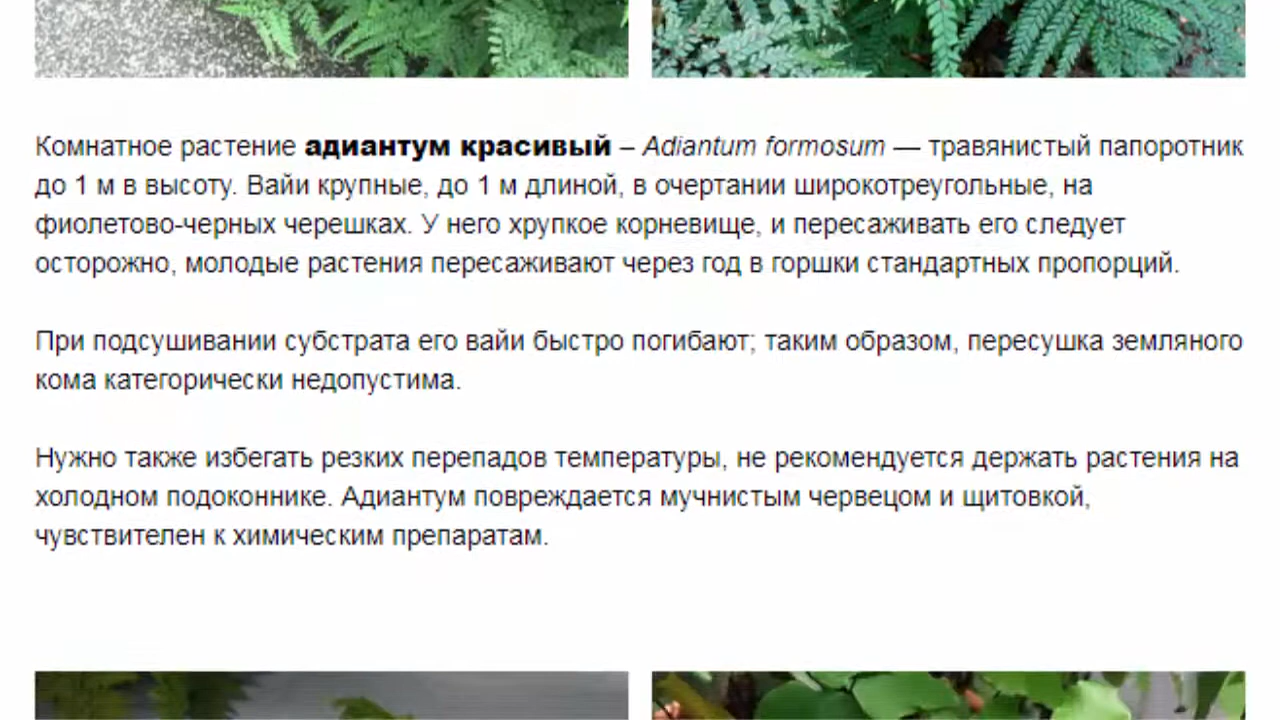 Комнатное растение адиантум красивый – Adiantum formosum — травянистый папоротник
до 1 м в высоту. Вайи крупные, до 1 м длиной, в очертании широкотреугольные, на
фиолетово-черных черешках. У него хрупкое корневище, и пересаживать его следует
осторожно, молодые растения пересаживают через год в горшки стандартных пропорций.
При подсушивании субстрата его вайи быстро погибают; таким образом, пересушка земляного
кома категорически недопустима.
Нужно также избегать резких перепадов температуры, не рекомендуется держать растения на
холодном подоконнике. Адиантум повреждается мучнистым червецом и щитовкой,
чувствителен к химическим препаратам.